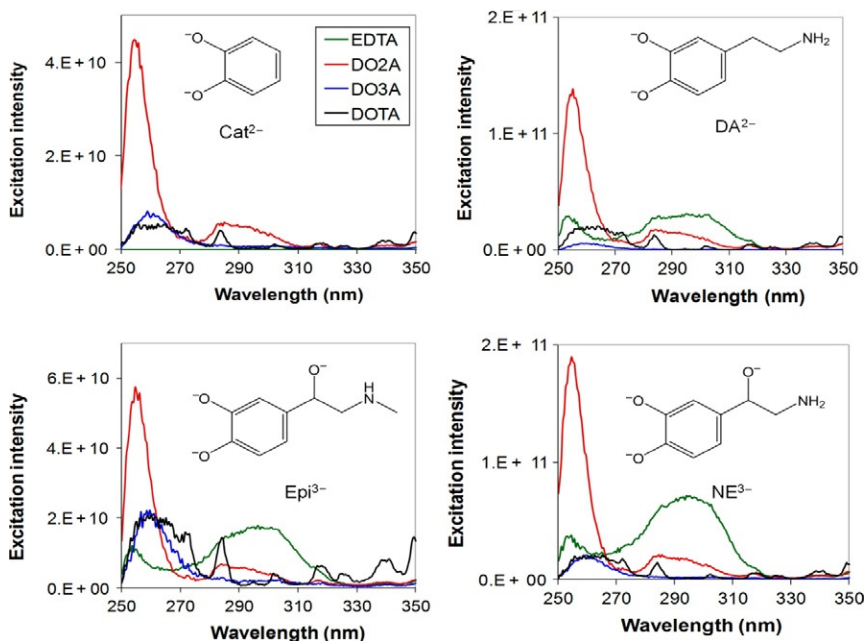 Excitation intensity
4.E + 10
2.E + 10
0.E + 00
250 270 290 310 330 350
Wavelength (nm)
O⁻
O⁻
Cat²⁻
EDTA
DO2A
DO3A
DOTA
Excitation intensity
2.E + 11
1.E + 11
0.E + 00
250 270 290 310 330 350
Wavelength (nm)
O⁻
O⁻
NH₂
DA²⁻
Excitation intensity
6.E + 10
4.E + 10
2.E + 10
0.E + 00
250 270 290 310 330 350
Wavelength (nm)
O⁻
O⁻
O⁻
H
N
Epi³⁻
Excitation intensity
2.E + 11
1.E + 11
0.E + 00
250 270 290 310 330 350
Wavelength (nm)
O⁻
O⁻
O⁻
NH₂
NE³⁻